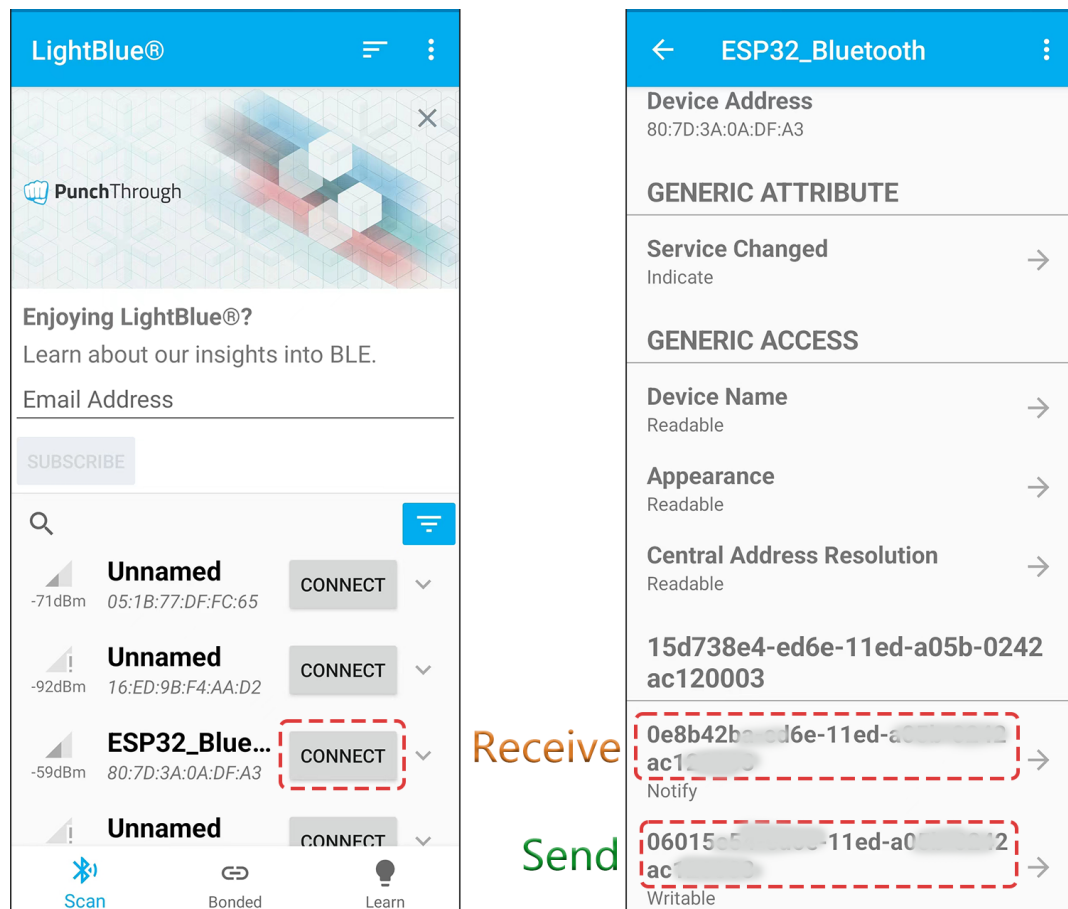 LightBlue®
PunchThrough
Enjoying LightBlue®?
Learn about our insights into BLE.
Email Address
SUBSCRIBE
Unnamed
CONNECT
-71dBm
05:1B:77:DF:FC:65
Unnamed
CONNECT
-92dBm
16:ED:9B:F4:AA:D2
ESP32_Blue...
CONNECT
-59dBm
80:7D:3A:0A:DF:A3
Unnamed
CONNECT
Scan
Bonded
Learn
Receive
Send
ESP32_Bluetooth
Device Address
80:7D:3A:0A:DF:A3
GENERIC ATTRIBUTE
Service Changed
Indicate
GENERIC ACCESS
Device Name
Readable
Appearance
Readable
Central Address Resolution
Readable
15d738e4-ed6e-11ed-a05b-0242
ac120003
Notify
Writable